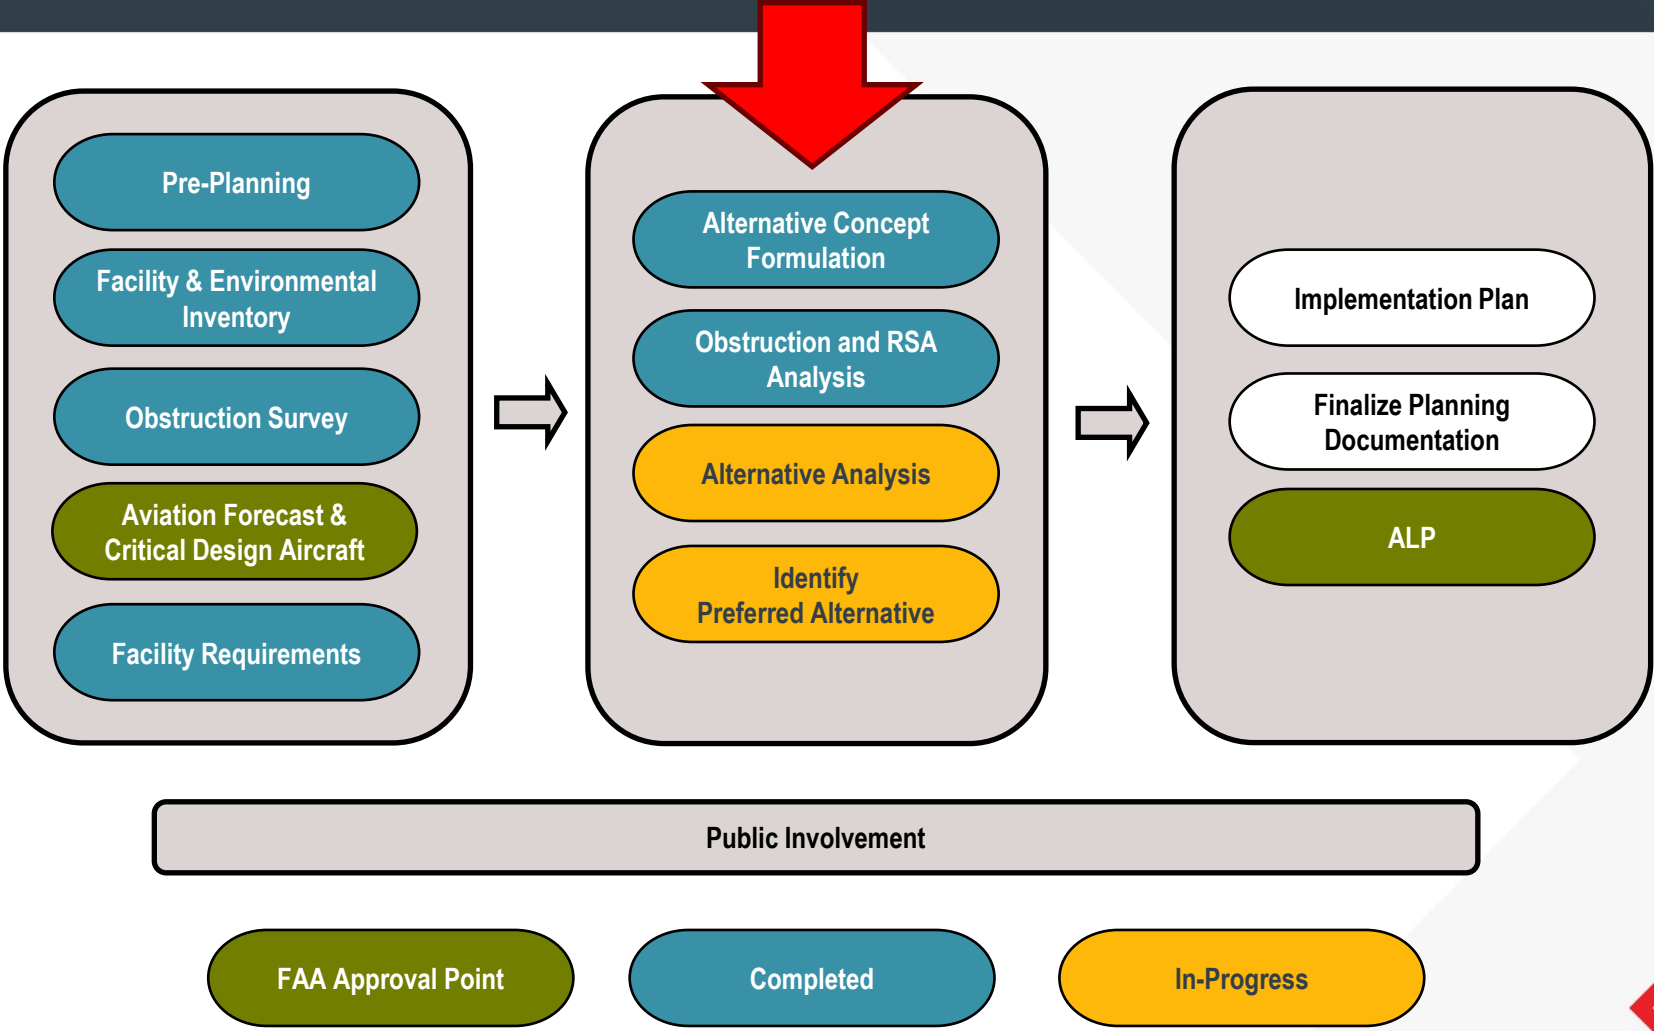 Pre-Planning
Facility & Environmental
Inventory
Obstruction Survey
Aviation Forecast &
Critical Design Aircraft
Facility Requirements
Alternative Concept
Formulation
Obstruction and RSA
Analysis
Alternative Analysis
Identify
Preferred Alternative
Implementation Plan
Finalize Planning
Documentation
ALP
Public Involvement
FAA Approval Point
Completed
In-Progress